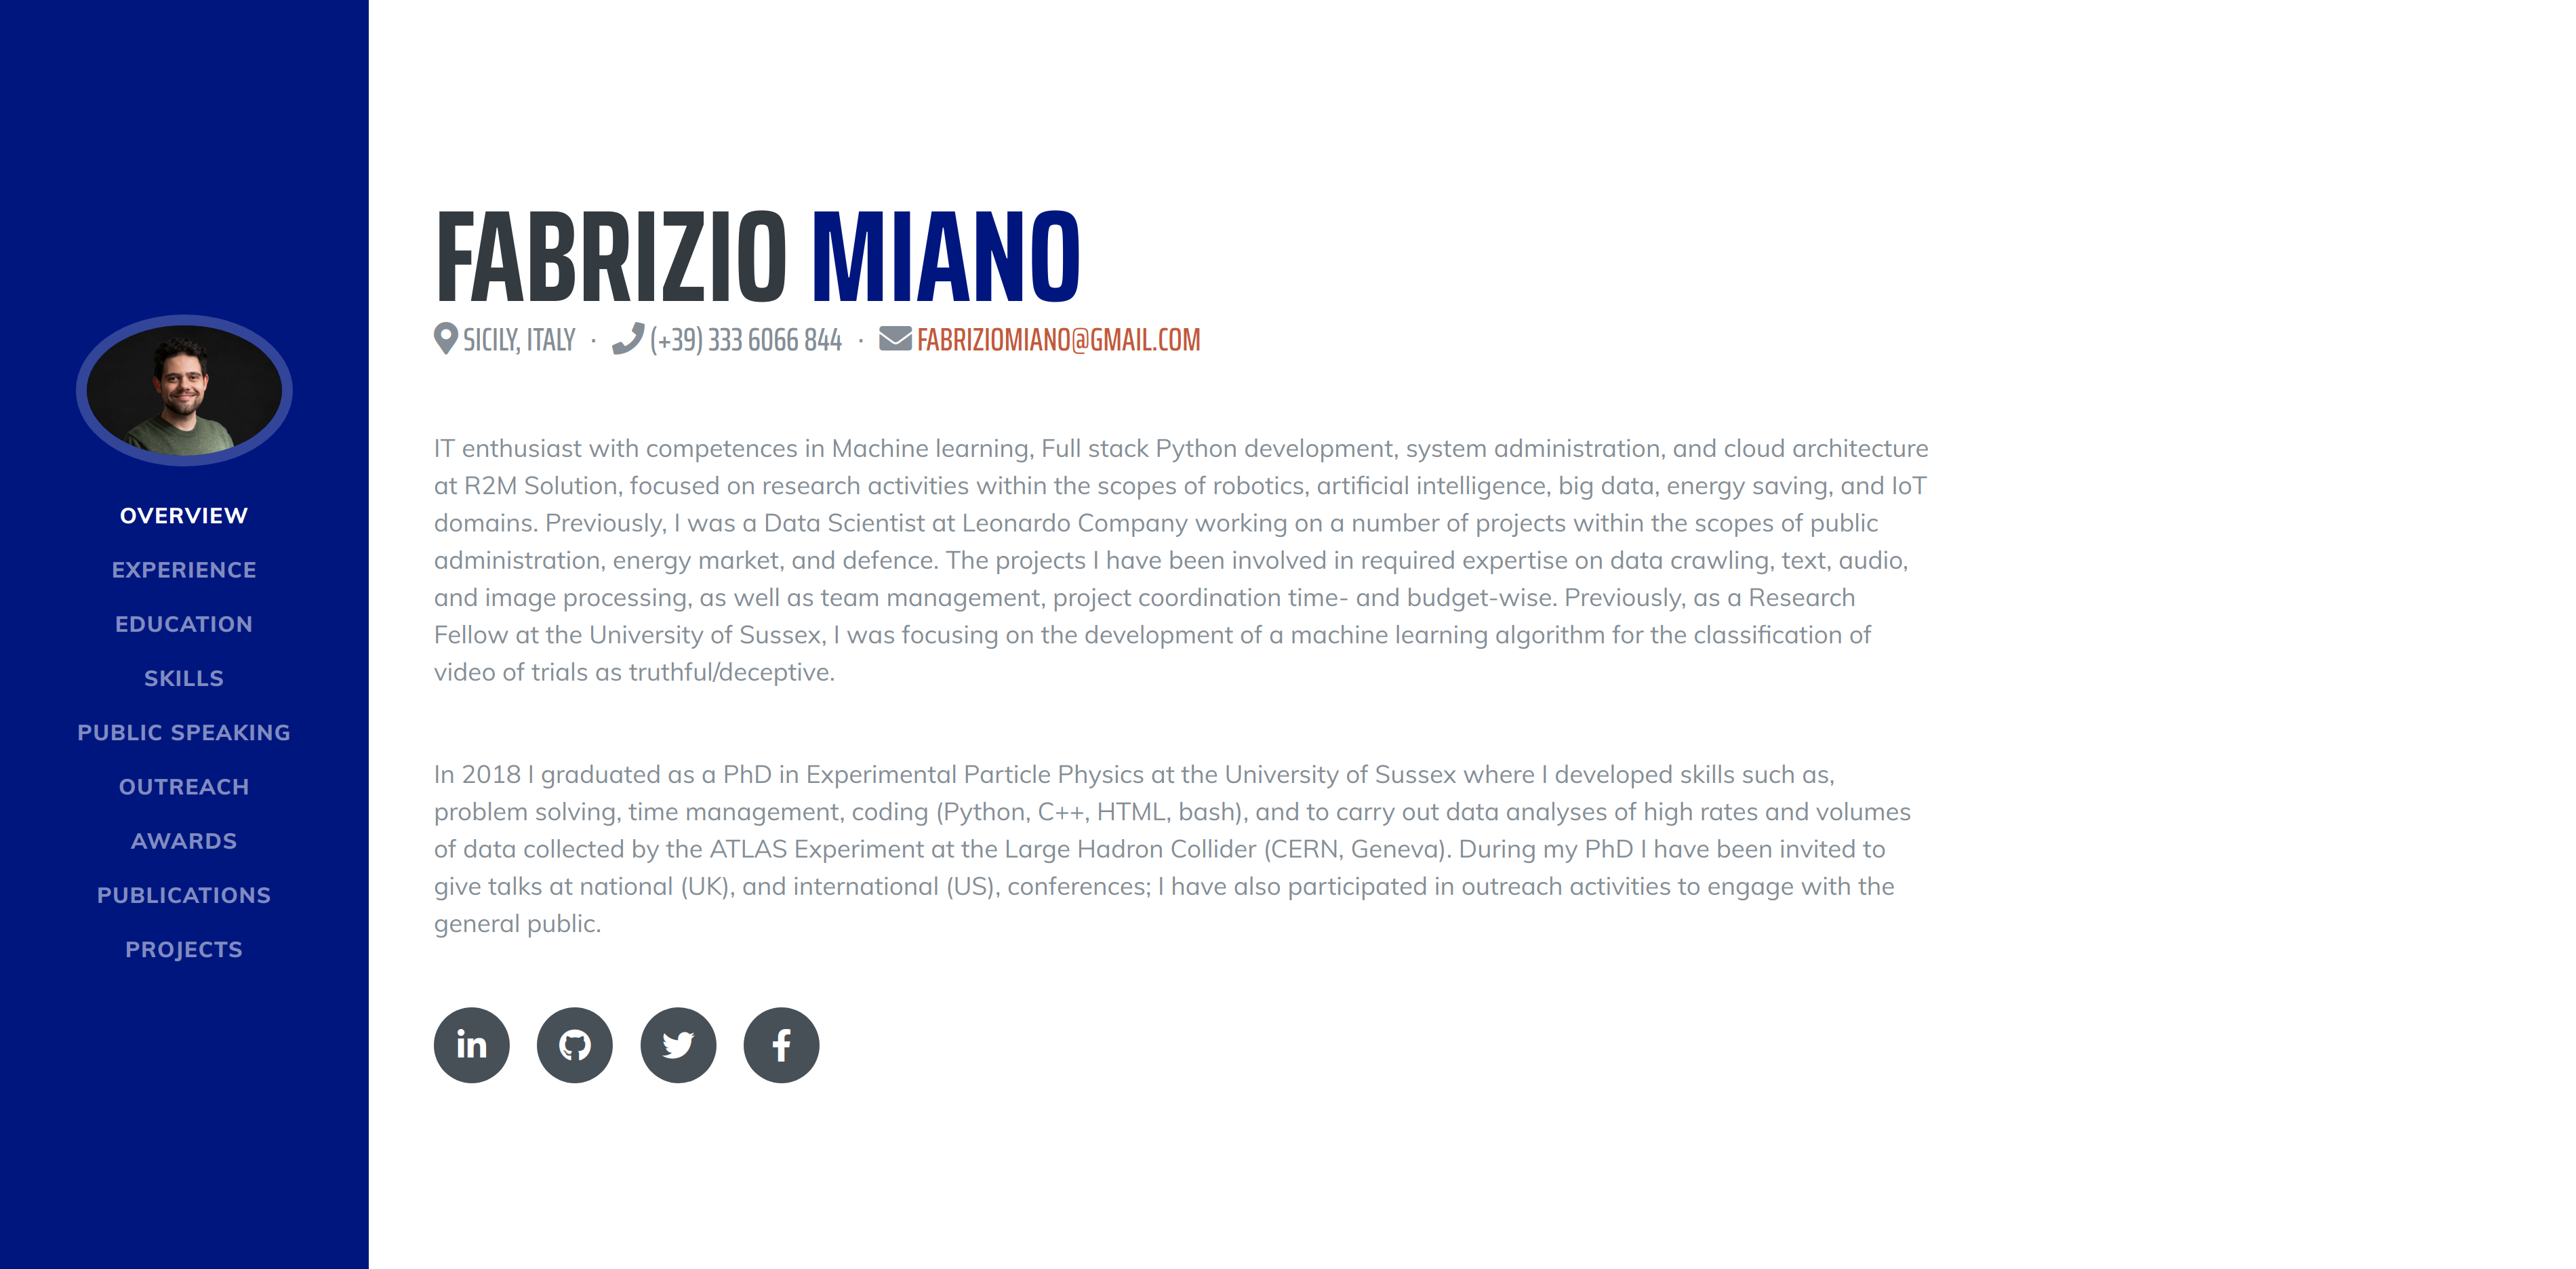 OVERVIEW
EXPERIENCE
EDUCATION
SKILLS
PUBLIC SPEAKING
OUTREACH
AWARDS
PUBLICATIONS
PROJECTS
FABRIZIO MIANO
SICILY, ITALY · (+39) 333 6066 844 · FABRIZIOMIANO@GMAIL.COM
IT enthusiast with competences in Machine learning, Full stack Python development, system administration, and cloud architecture
at R2M Solution, focused on research activities within the scopes of robotics, artificial intelligence, big data, energy saving, and IoT
domains. Previously, I was a Data Scientist at Leonardo Company working on a number of projects within the scopes of public
administration, energy market, and defence. The projects I have been involved in required expertise on data crawling, text, audio,
and image processing, as well as team management, project coordination time- and budget-wise. Previously, as a Research
Fellow at the University of Sussex, I was focusing on the development of a machine learning algorithm for the classification of
video of trials as truthful/deceptive.
In 2018 I graduated as a PhD in Experimental Particle Physics at the University of Sussex where I developed skills such as,
problem solving, time management, coding (Python, C++, HTML, bash), and to carry out data analyses of high rates and volumes
of data collected by the ATLAS Experiment at the Large Hadron Collider (CERN, Geneva). During my PhD I have been invited to
give talks at national (UK), and international (US), conferences; I have also participated in outreach activities to engage with the
general public.